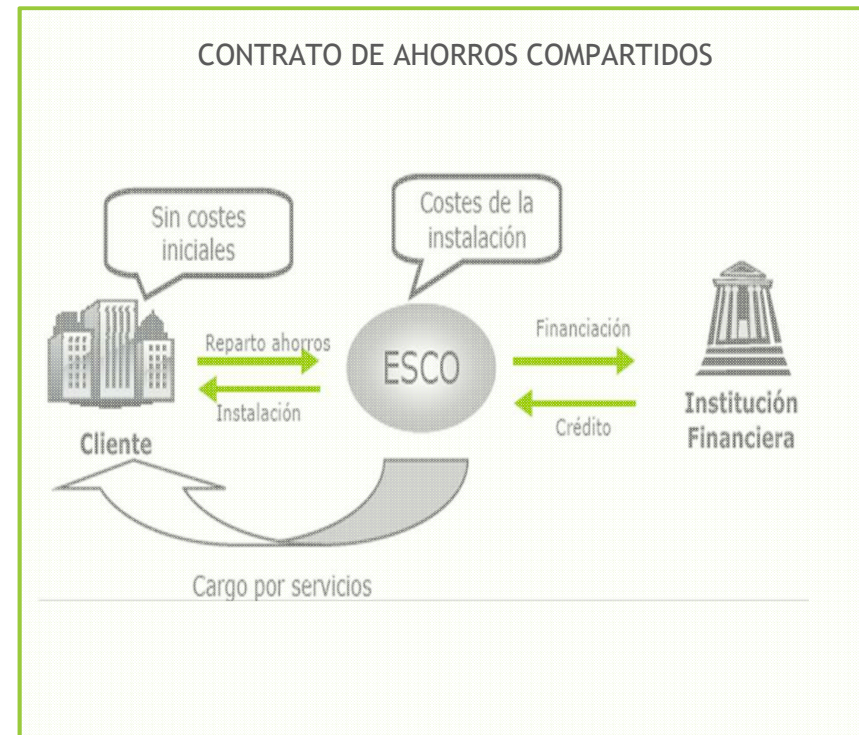 CONTRATO DE AHORROS COMPARTIDOS
Sin costes
iniciales
Costes de la
instalación
Reparto ahorros
Instalación
ESCO
Financiación
Crédito
Cliente
Institución
Financiera
Cargo por servicios